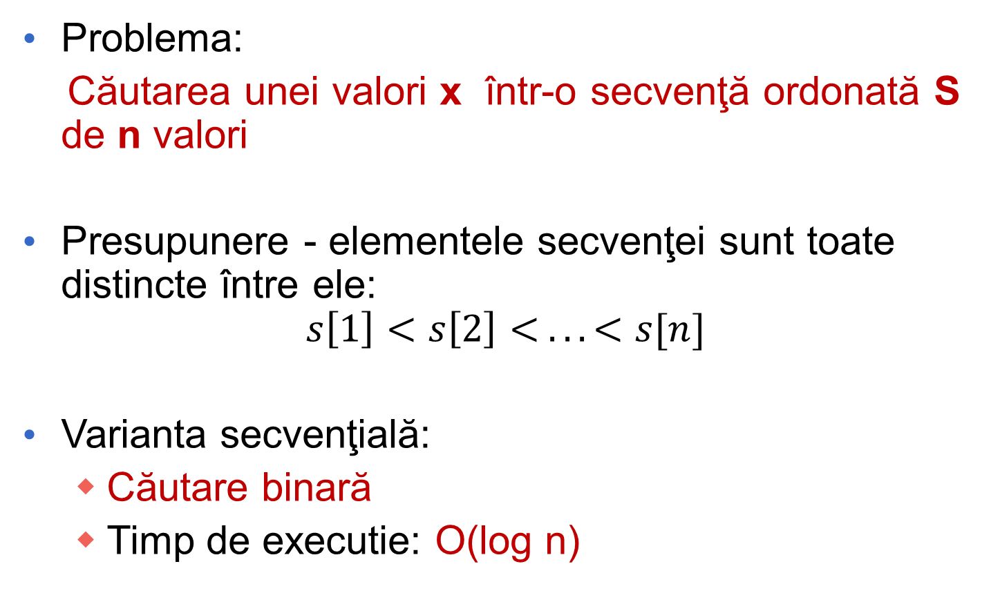 • Problema:
Căutarea unei valori x într-o secvenţă ordonată S
de n valori
• Presupunere - elementele secvenţei sunt toate
distincte între ele:
s[1] < s[2] < ... < s[n]
• Varianta secvenţială:
◆ Căutare binară
◆ Timp de executie: O(log n)